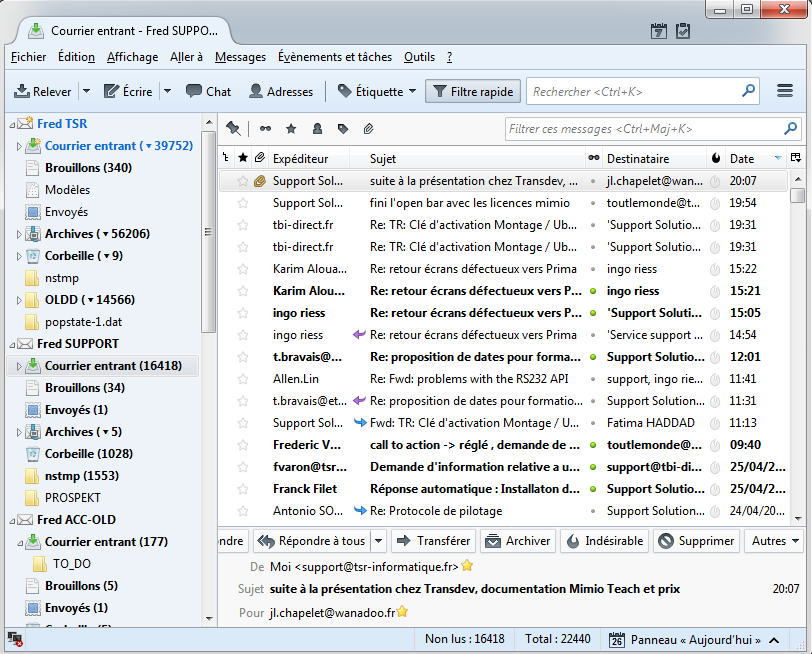 Courrier entrant - Fred SUPPO...
Fichier Édition Affichage Aller à Messages Évènements et tâches Outils ?
Relever Écrire Chat Adresses Étiquette Filtre rapide Rechercher <Ctrl+K>
Filtrer ces messages <Ctrl+Maj+K>
Fred TSR
Courrier entrant (▾39752)
Brouillons (340)
Modèles
Envoyés
Archives (▾56206)
Corbeille (▾9)
nstmp
OLDD (▾14566)
popstate-1.dat
Fred SUPPORT
Courrier entrant (16418)
Brouillons (34)
Envoyés (1)
Archives (▾5)
Corbeille (1028)
nstmp (1553)
PROSPEKT
Fred ACC-OLD
Courrier entrant (177)
TO_DO
Brouillons (5)
Envoyés (1)
Expéditeur Sujet Destinataire Date
Support Sol... suite à la présentation chez Transdev, ... jl.chapelet@wan... 20:07
Support Sol... fini l'open bar avec les licences mimio toutlemonde@t... 19:54
tbi-direct.fr Re: TR: Clé d'activation Montage / Ub... 'Support Solutio... 19:31
tbi-direct.fr Re: TR: Clé d'activation Montage / Ub... 'Support Solutio... 19:31
Karim Aloua... Re: retour écrans défectueux vers Prima ingo riess 15:22
Karim Alou... Re: retour écrans défectueux vers P... ingo riess 15:21
ingo riess Re: retour écrans défectueux vers P... 'Support Solutio... 15:05
ingo riess Re: retour écrans défectueux vers Prima 'Service support ... 14:54
t.bravais@... Re: proposition de dates pour forma... Support Solutio... 12:01
Allen.Lin Re: Fwd: problems with the RS232 API support, ingo rie... 11:41
t.bravais@et... Re: proposition de dates pour formatio... Support Solution... 11:31
Support Sol... Fwd: TR: Clé d'activation Montage / U... Fatima HADDAD 11:13
Frederic V... call to action -> réglé , demande de ... toutlemonde@... 09:40
fvaron@tsr... Demande d'information relative a u... support@tbi-di... 25/04/2...
Franck Filet Réponse automatique : Installaton d... Support Solutio... 25/04/2...
Antonio SO... Re: Protocole de pilotage Support Solution... 24/04/20...
ondre Répondre à tous Transférer Archiver Indésirable Supprimer Autres
De Moi <support@tsr-informatique.fr>
Sujet suite à la présentation chez Transdev, documentation Mimio Teach et prix 20:07
Pour jl.chapelet@wanadoo.fr
Non lus : 16418 Total : 22440 26 Panneau « Aujourd'hui »